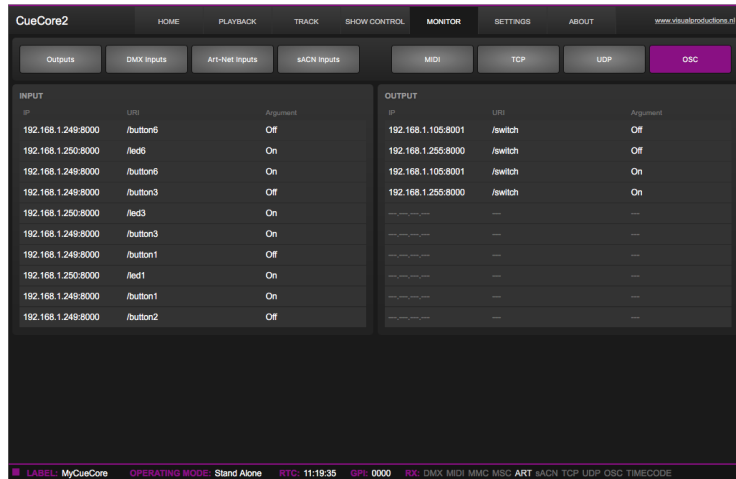 CueCore2 HOME PLAYBACK TRACK SHOW CONTROL MONITOR SETTINGS ABOUT www.visualproductions.nl
Outputs DMX Inputs Art-Net Inputs sACN Inputs MIDI TCP UDP OSC
INPUT
IP URI Argument
192.168.1.249:8000 /button6 Off
192.168.1.250:8000 /led6 On
192.168.1.249:8000 /button6 On
192.168.1.249:8000 /button3 Off
192.168.1.250:8000 /led3 On
192.168.1.249:8000 /button3 On
192.168.1.249:8000 /button1 Off
192.168.1.250:8000 /led1 On
192.168.1.249:8000 /button1 On
192.168.1.249:8000 /button2 Off
OUTPUT
IP URI Argument
192.168.1.105:8001 /switch Off
192.168.1.255:8000 /switch Off
192.168.1.105:8001 /switch On
192.168.1.255:8000 /switch On
---.---.---.--- --- ---
---.---.---.--- --- ---
---.---.---.--- --- ---
---.---.---.--- --- ---
---.---.---.--- --- ---
---.---.---.--- --- ---
LABEL: MyCueCore OPERATING MODE: Stand Alone RTC: 11:19:35 GPI: 0000 RX: DMX MIDI MMC MSC ART sACN TCP UDP OSC TIMECODE